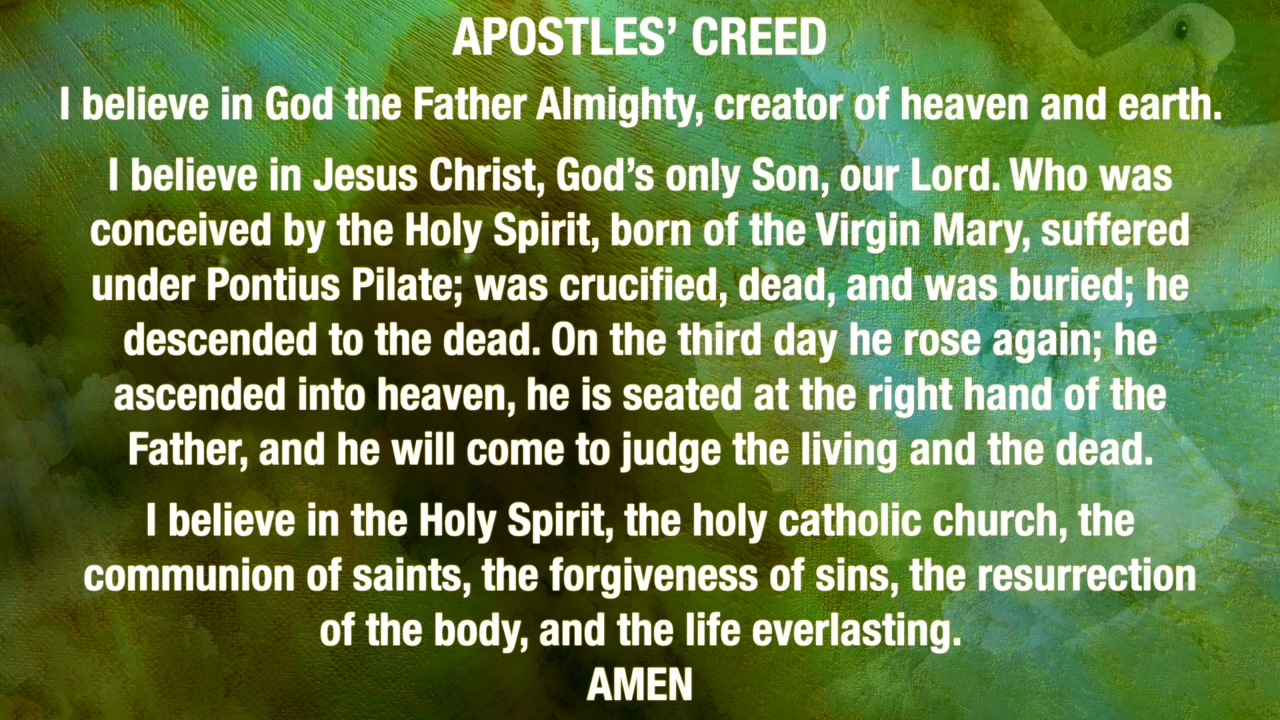 APOSTLES’ CREED
I believe in God the Father Almighty, creator of heaven and earth.
I believe in Jesus Christ, God’s only Son, our Lord. Who was
conceived by the Holy Spirit, born of the Virgin Mary, suffered
under Pontius Pilate; was crucified, dead, and was buried; he
descended to the dead. On the third day he rose again; he
ascended into heaven, he is seated at the right hand of the
Father, and he will come to judge the living and the dead.
I believe in the Holy Spirit, the holy catholic church, the
communion of saints, the forgiveness of sins, the resurrection
of the body, and the life everlasting.
AMEN